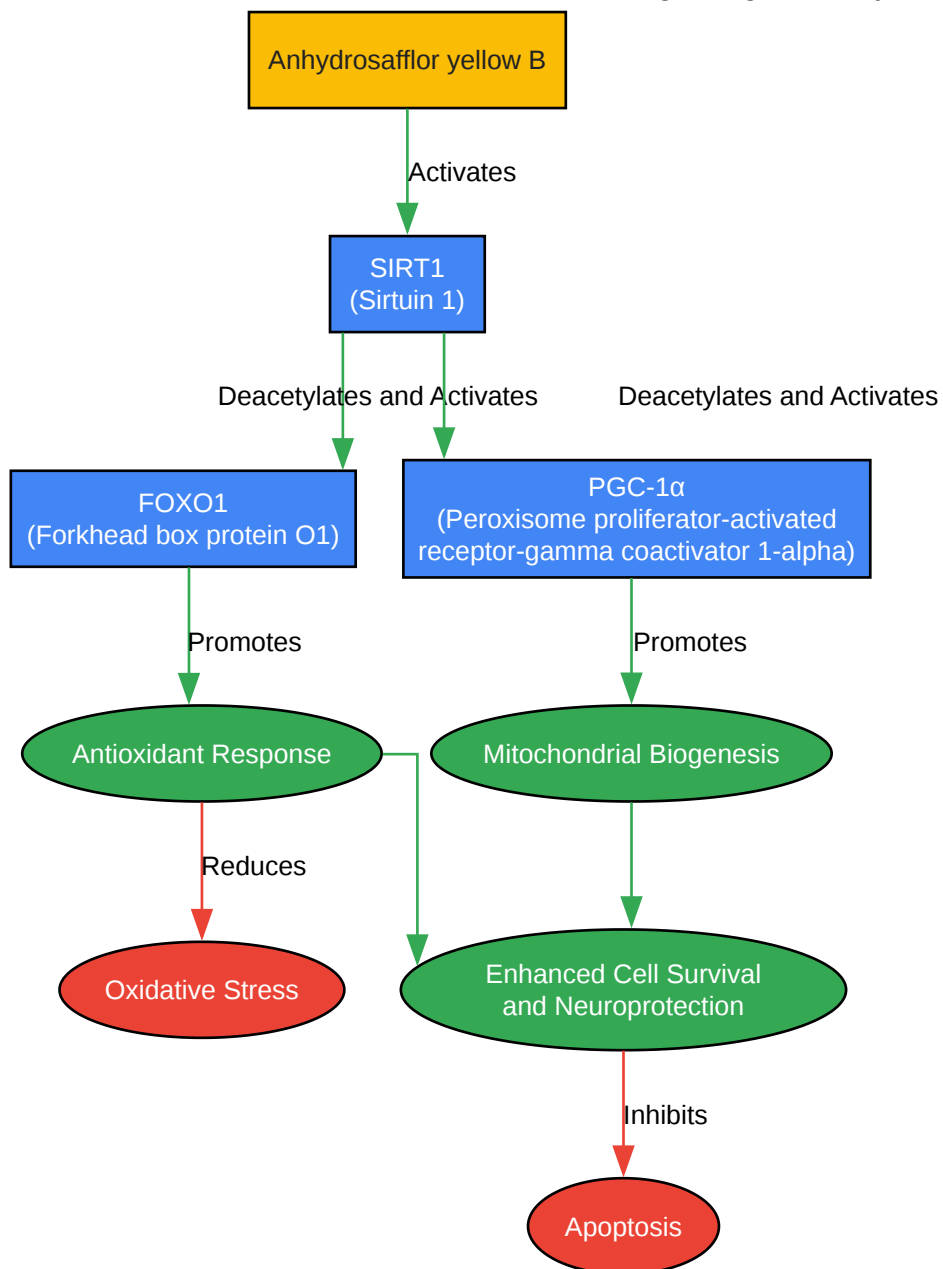 Anhydrosafflor yellow B
Activates
SIRT1
(Sirtuin 1)
Deacetylates and Activates
Deacetylates and Activates
FOXO1
(Forkhead box protein O1)
PGC-1α
(Peroxisome proliferator-activated
receptor-gamma coactivator 1-alpha)
Promotes
Promotes
Antioxidant Response
Mitochondrial Biogenesis
Reduces
Oxidative Stress
Enhanced Cell Survival
and Neuroprotection
Inhibits
Apoptosis